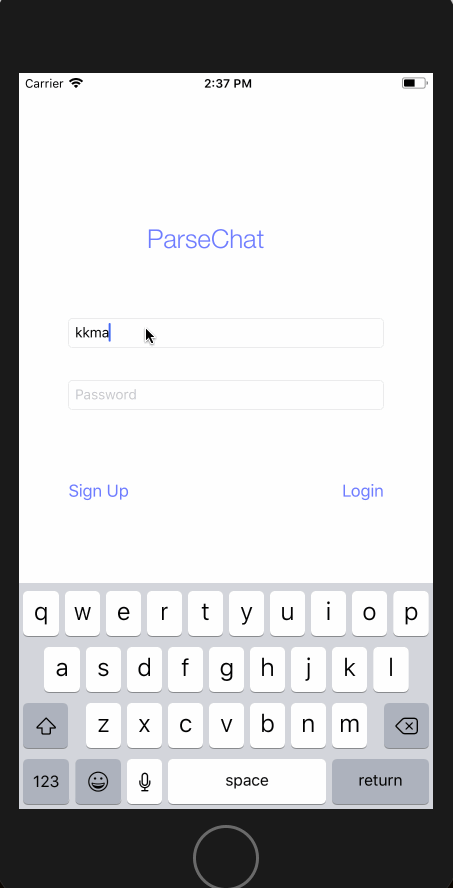 Carrier 2:37 PM
ParseChat
kkma
Password
Sign Up Login
q w e r t y u i o p
a s d f g h j k l
z x c v b n m
123 space return